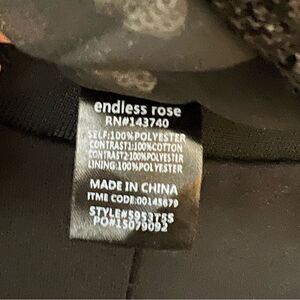 endless rose
RN#143740
SELF:100%POLYESTER
CONTRAST1:100%COTTON
CONTRAST2:100%POLYESTER
LINING:100%POLYESTER
MADE IN CHINA
ITME CODE:00145679
STYLE#5953T5S
PO#15079092